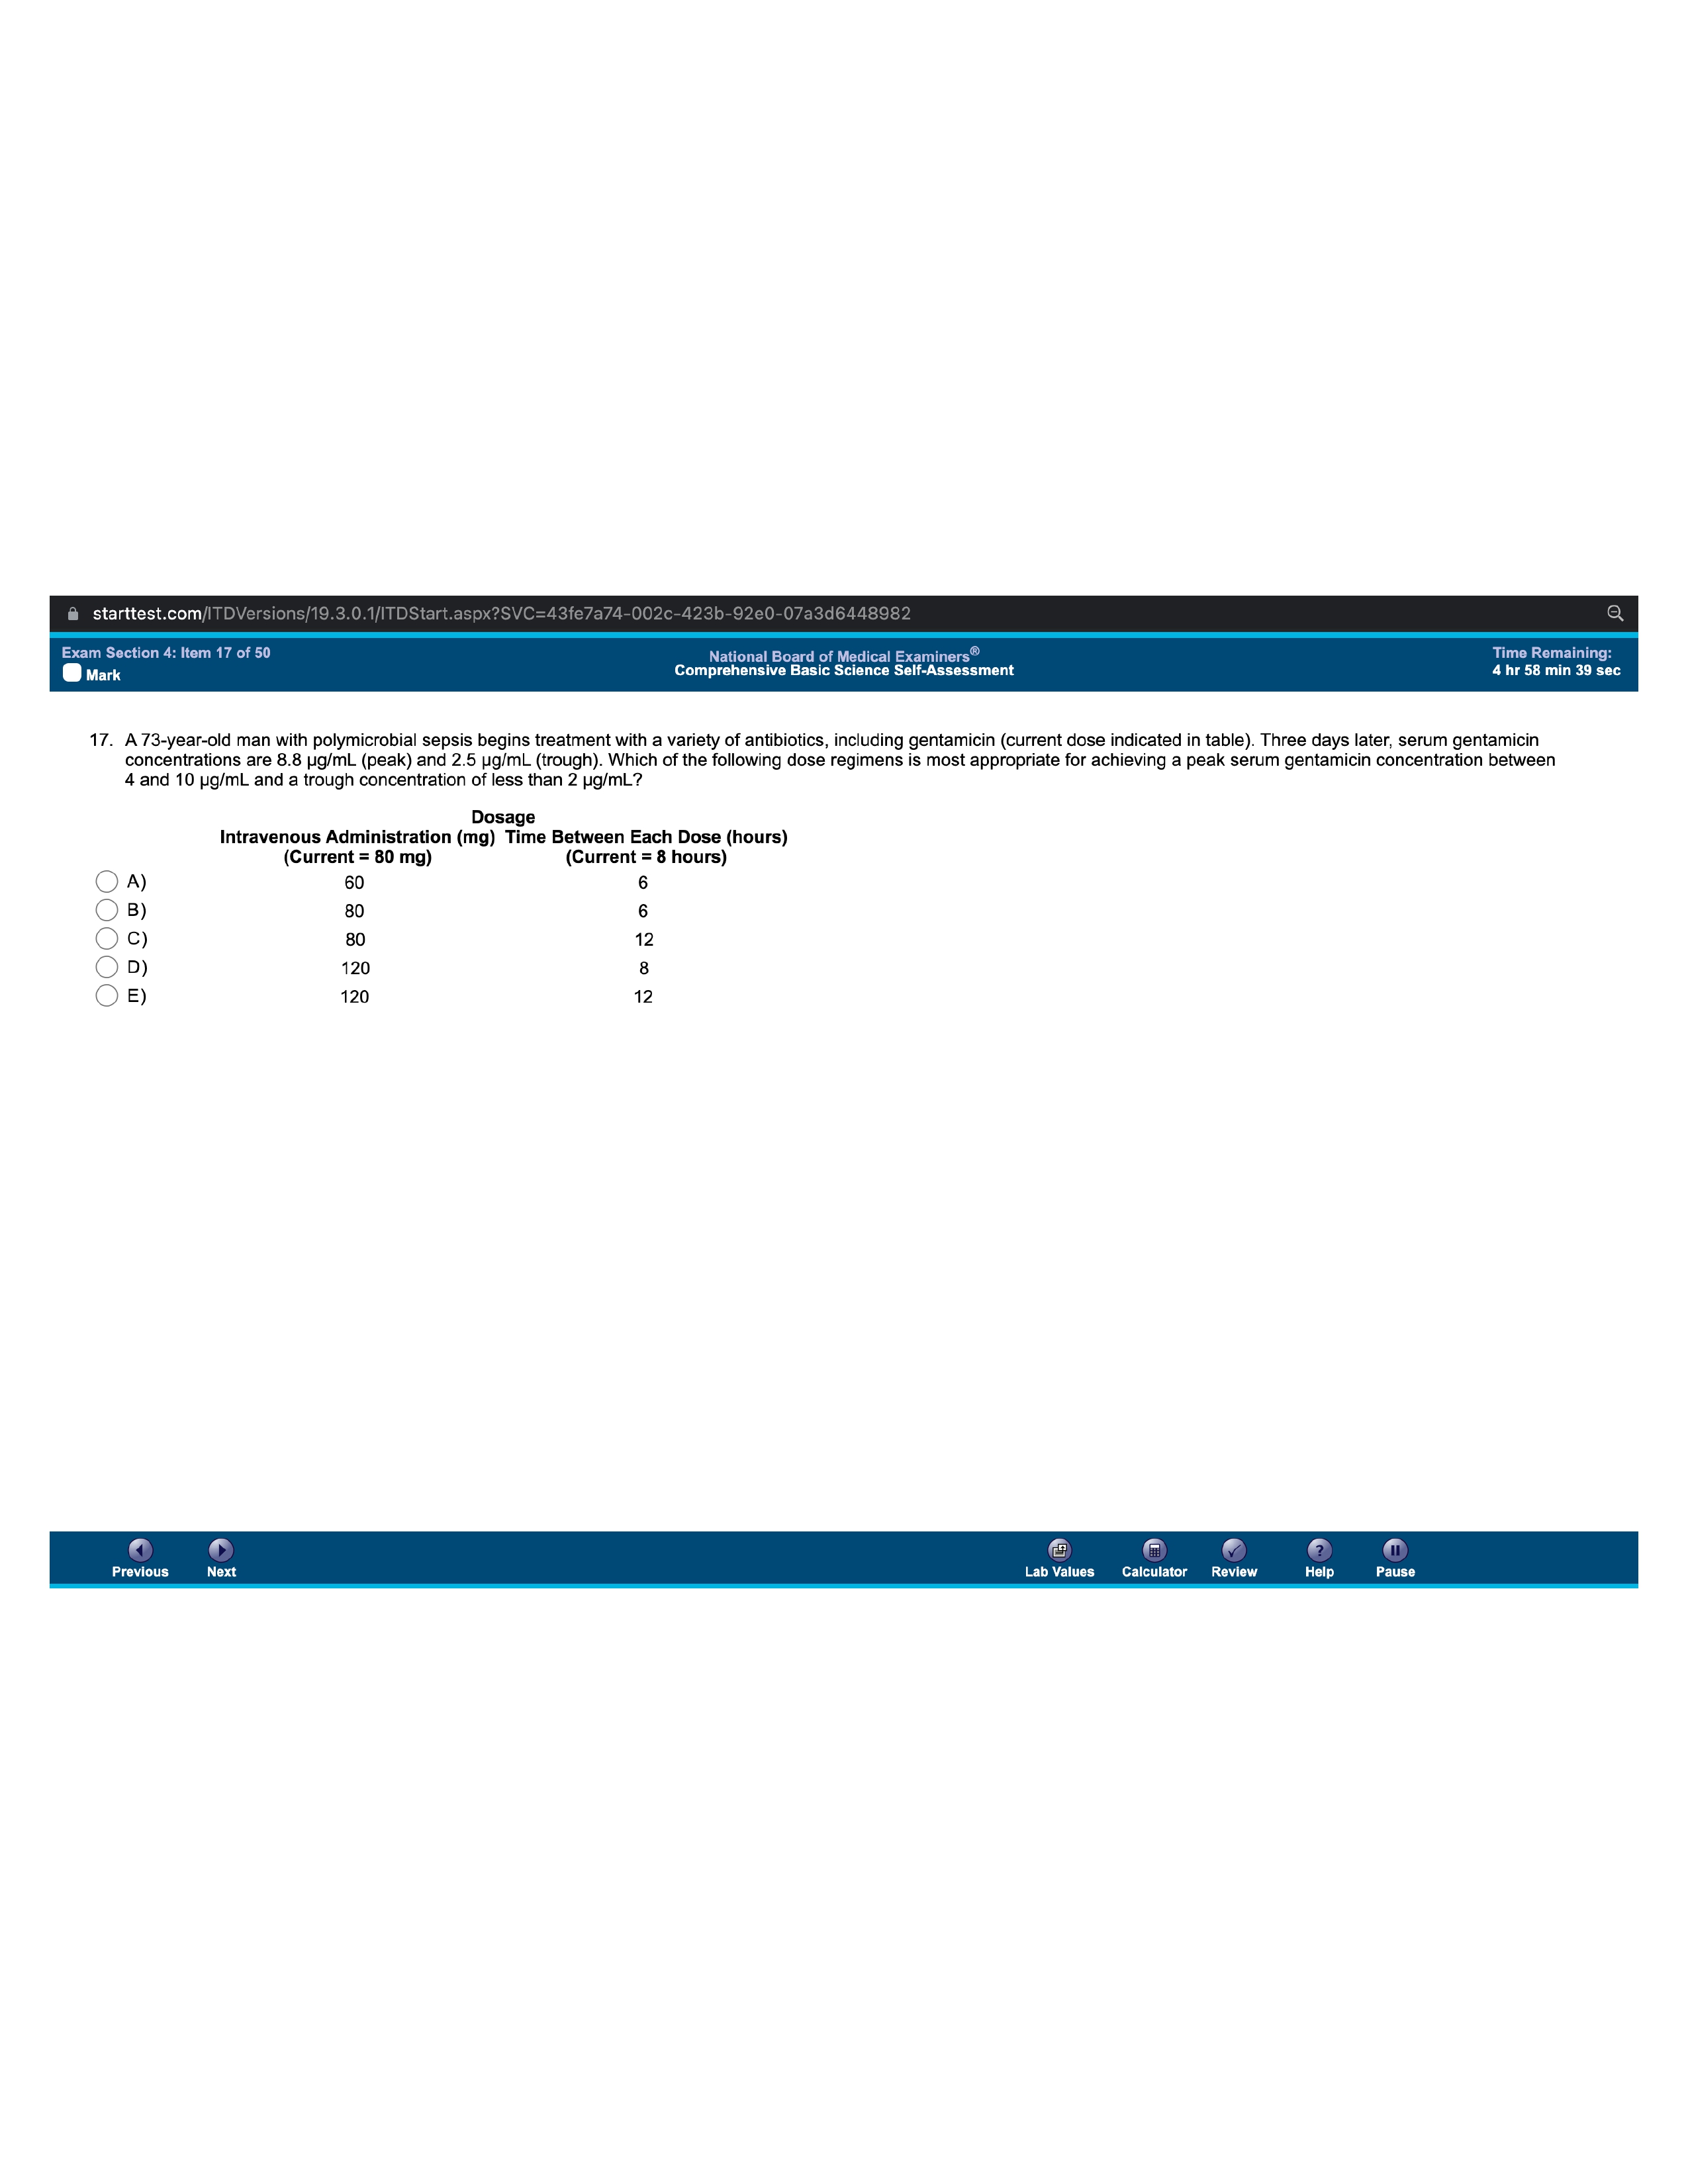 starttest.com/ITDVersions/19.3.0.1/ITDStart.aspx?SVC=43fe7a74-002c-423b-92e0-07a3d6448982
Exam Section 4: Item 17 of 50
Mark
National Board of Medical Examiners®
Comprehensive Basic Science Self-Assessment
Time Remaining:
4 hr 58 min 39 sec
17. A 73-year-old man with polymicrobial sepsis begins treatment with a variety of antibiotics, including gentamicin (current dose indicated in table). Three days later, serum gentamicin
concentrations are 8.8 μg/mL (peak) and 2.5 μg/mL (trough). Which of the following dose regimens is most appropriate for achieving a peak serum gentamicin concentration between
4 and 10 μg/mL and a trough concentration of less than 2 μg/mL?
Dosage
Intravenous Administration (mg) Time Between Each Dose (hours)
(Current = 80 mg) (Current = 8 hours)
A) 60 6
B) 80 6
C) 80 12
D) 120 8
E) 120 12
Previous Next Lab Values Calculator Review Help Pause